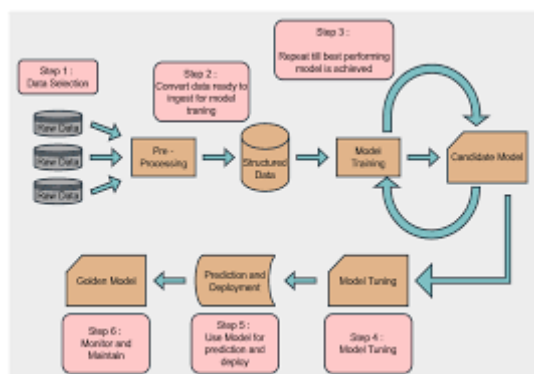 Step 1 :
Data Selection
Step 2 :
Convert data ready to
ingest for model
traning
Step 3 :
Repeat till best performing
model is achieved
Raw Data
Raw Data
Raw Data
Pre -
Processing
Structured
Data
Model
Training
Candidate Model
Golden Model
Prediction and
Deployment
Model Tuning
Step 6 :
Monitor and
Maintain
Step 5 :
Use Model for
prediction and
deploy
Step 4 :
Model Tuning